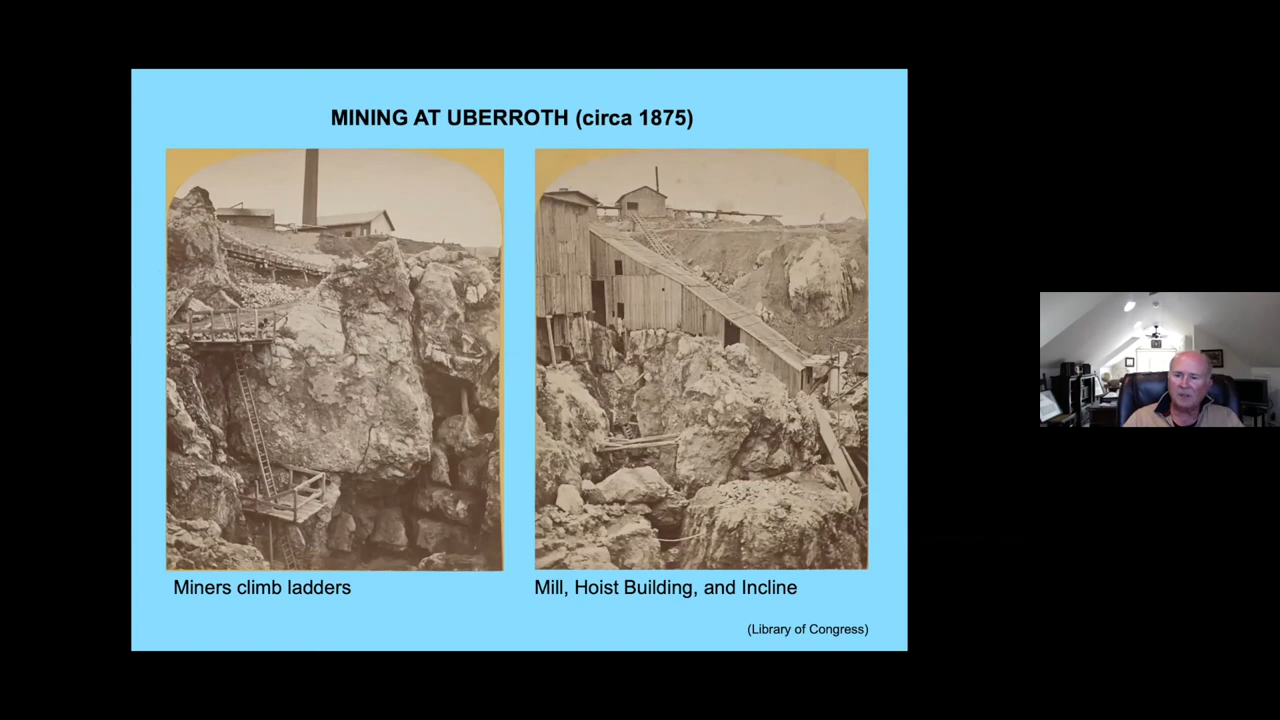 MINING AT UBERROTH (circa 1875)
Miners climb ladders
Mill, Hoist Building, and Incline
(Library of Congress)